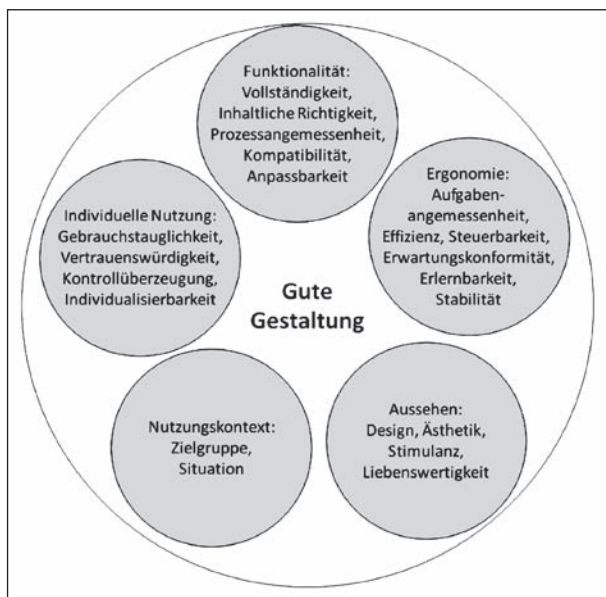 Funktionalität:
Vollständigkeit,
Inhaltliche Richtigkeit,
Prozessangemessenheit,
Kompatibilität,
Anpassbarkeit
Ergonomie:
Aufgaben-
angemessenheit,
Effizienz, Steuerbarkeit,
Erwartungskonformität,
Erlernbarkeit,
Stabilität
Individuelle Nutzung:
Gebrauchstauglichkeit,
Vertrauenswürdigkeit,
Kontrollüberzeugung,
Individualisierbarkeit
Gute
Gestaltung
Nutzungskontext:
Zielgruppe,
Situation
Aussehen:
Design, Ästhetik,
Stimulanz,
Liebenswertigkeit